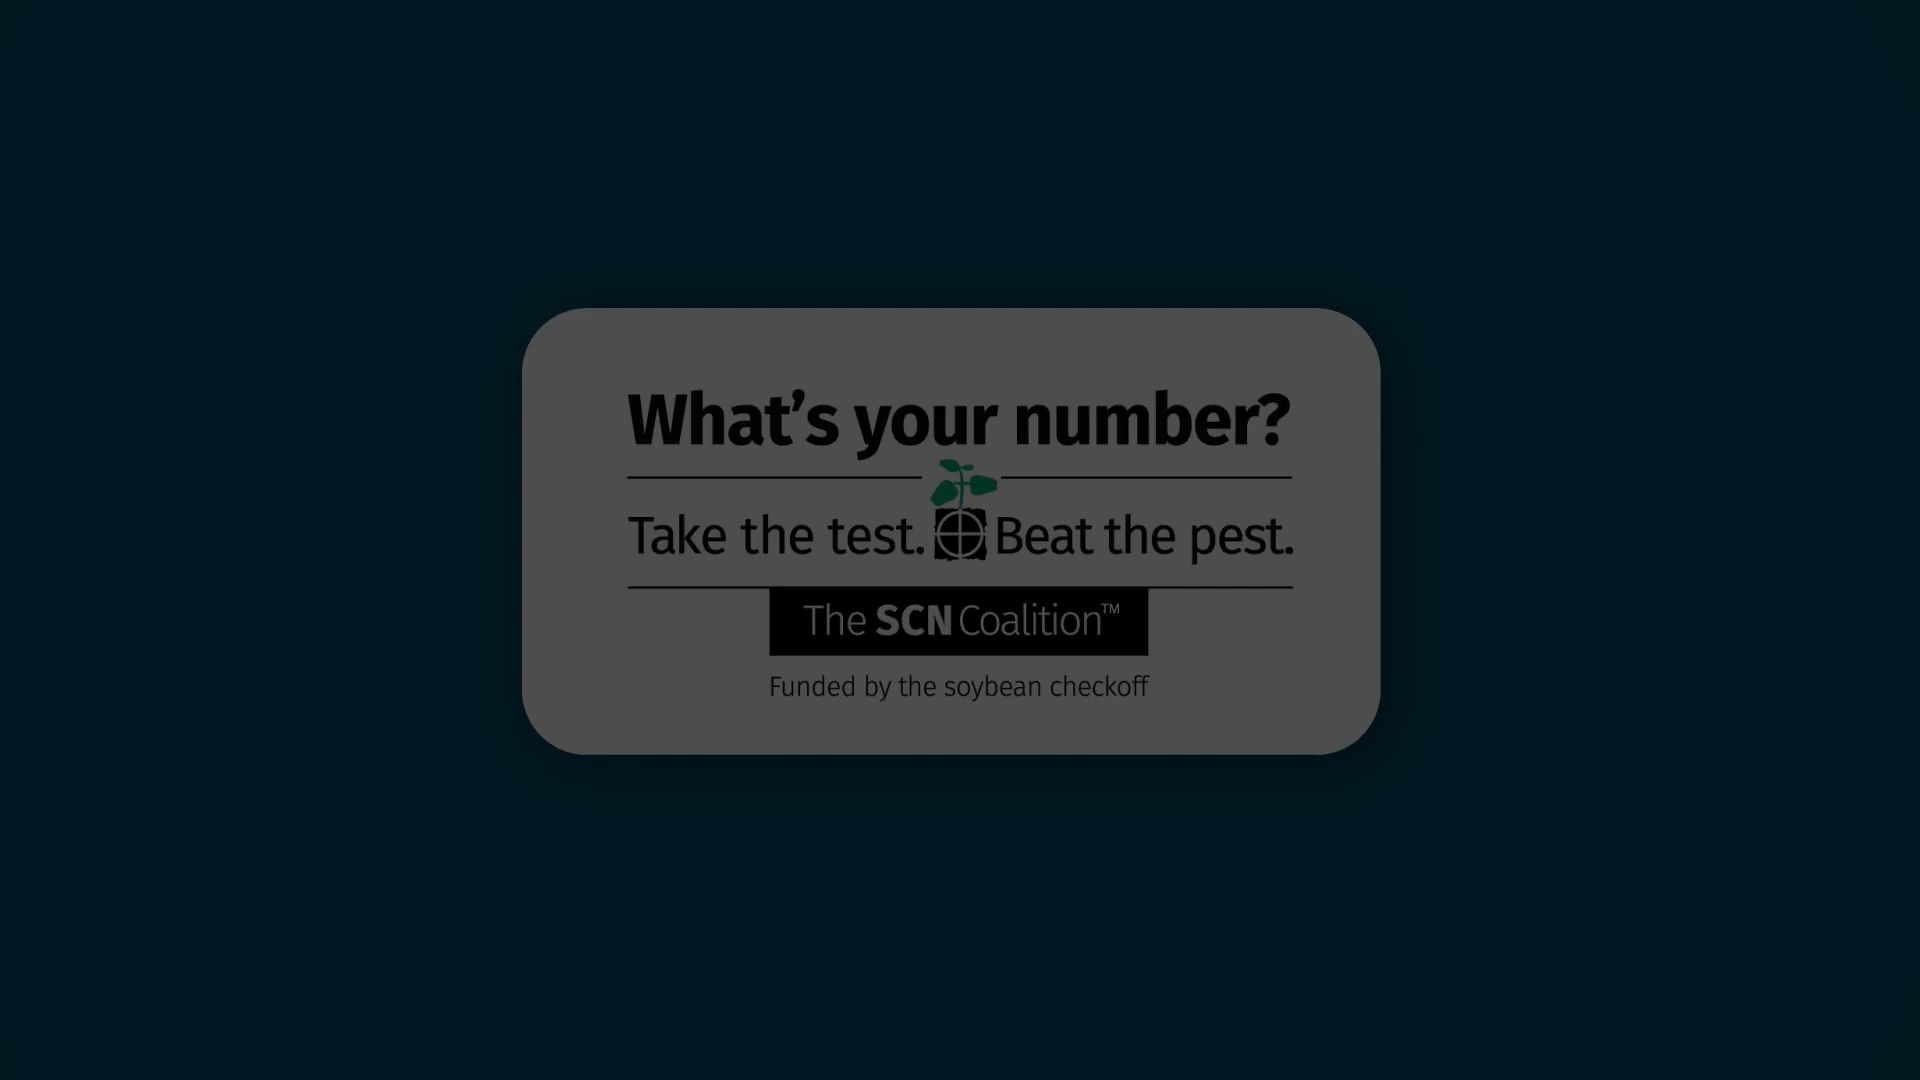 What’s your number?
Take the test. Beat the pest.
The SCN Coalition™
Funded by the soybean checkoff